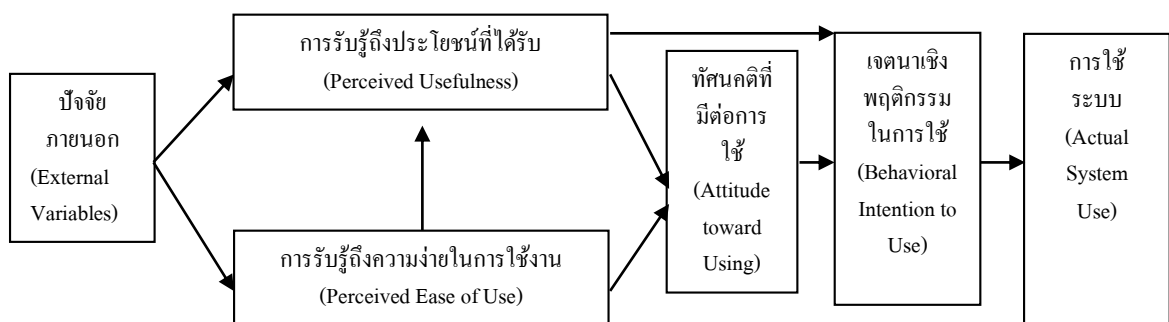 ปัจจัย
ภายนอก
(External
Variables)
การรับรู้ถึงประโยชน์ที่ได้รับ
(Perceived Usefulness)
การรับรู้ถึงความง่ายในการใช้งาน
(Perceived Ease of Use)
ทัศนคติที่
มีต่อการ
ใช้
(Attitude
toward
Using)
เจตนาเชิง
พฤติกรรม
ในการใช้
(Behavioral
Intention to
Use)
การใช้
ระบบ
(Actual
System
Use)